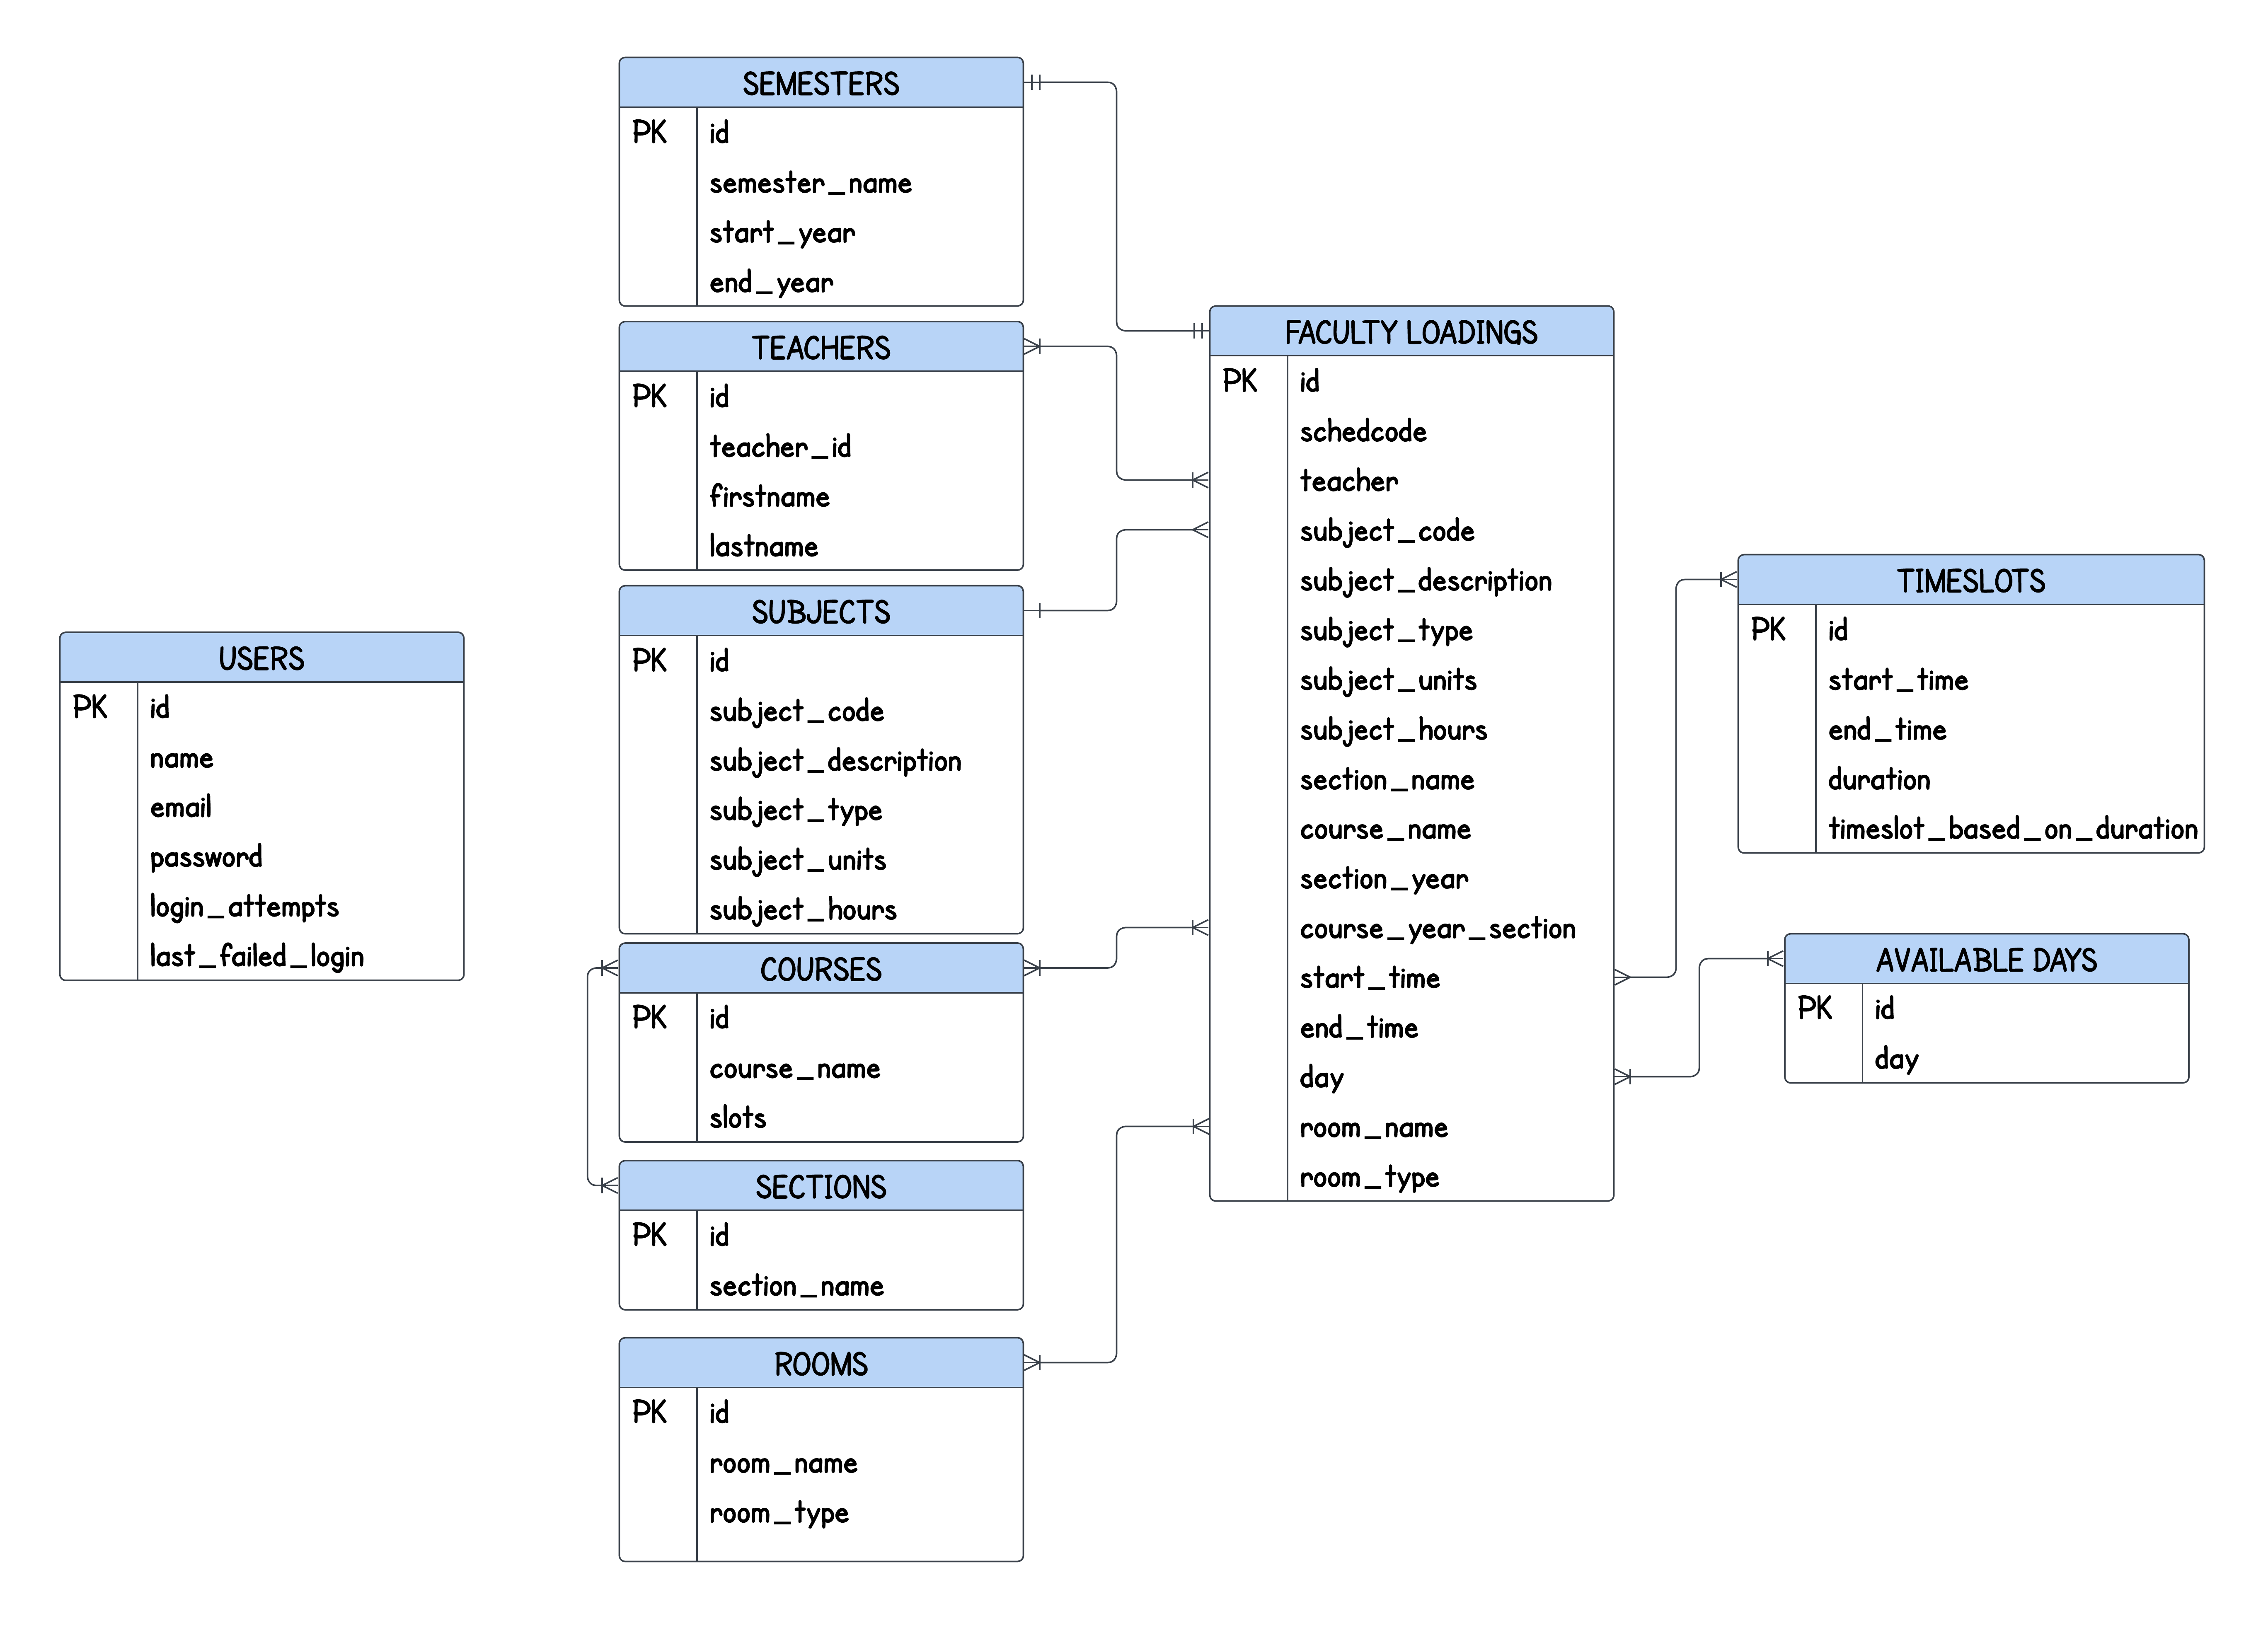 SEMESTERS
PK id
semester_name
start_year
end_year
TEACHERS
PK id
teacher_id
firstname
lastname
SUBJECTS
PK id
subject_code
subject_description
subject_type
subject_units
subject_hours
USERS
PK id
name
email
password
login_attempts
last_failed_login
COURSES
PK id
course_name
slots
SECTIONS
PK id
section_name
ROOMS
PK id
room_name
room_type
FACULTY LOADINGS
PK id
schedcode
teacher
subject_code
subject_description
subject_type
subject_units
subject_hours
section_name
course_name
section_year
course_year_section
start_time
end_time
day
room_name
room_type
TIMESLOTS
PK id
start_time
end_time
duration
timeslot_based_on_duration
AVAILABLE DAYS
PK id
day